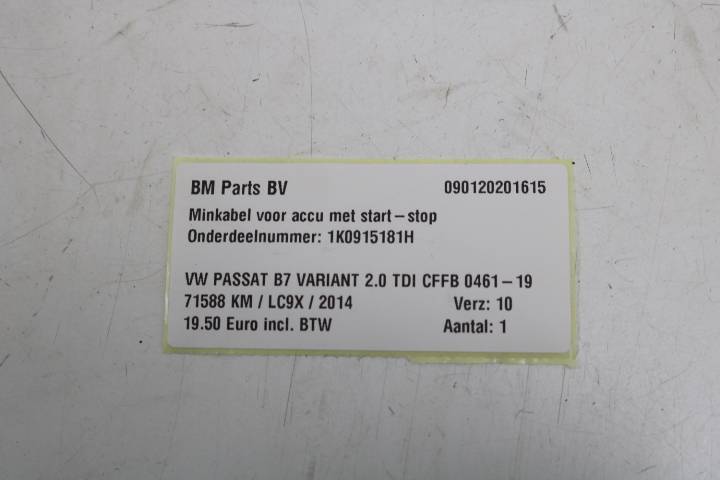 BM Parts BV 090120201615
Minkabel voor accu met start-stop
Onderdeelnummer: 1K0915181H
VW PASSAT B7 VARIANT 2.0 TDI CFFB 0461-19
71588 KM / LC9X / 2014 Verz: 10
19.50 Euro incl. BTW Aantal: 1